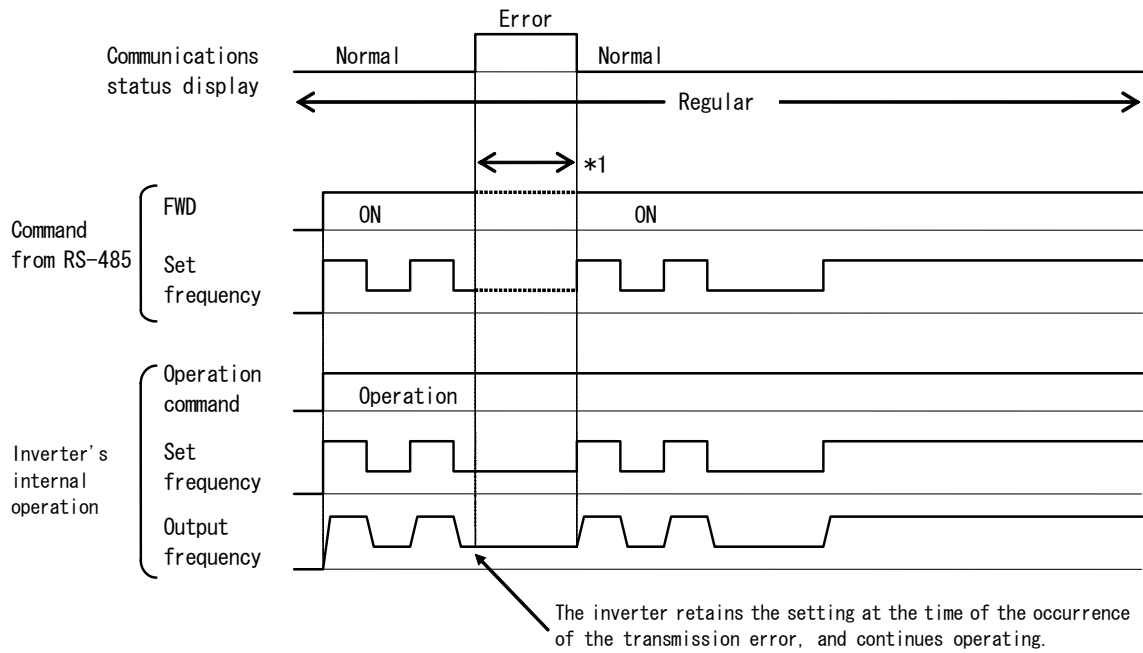 Error
Communications
status display
Normal
Normal
Regular
*1
Command
from RS-485
FWD
ON
ON
Set
frequency
Inverter's
internal
operation
Operation
command
Operation
Set
frequency
Output
frequency
The inverter retains the setting at the time of the occurrence
of the transmission error, and continues operating.